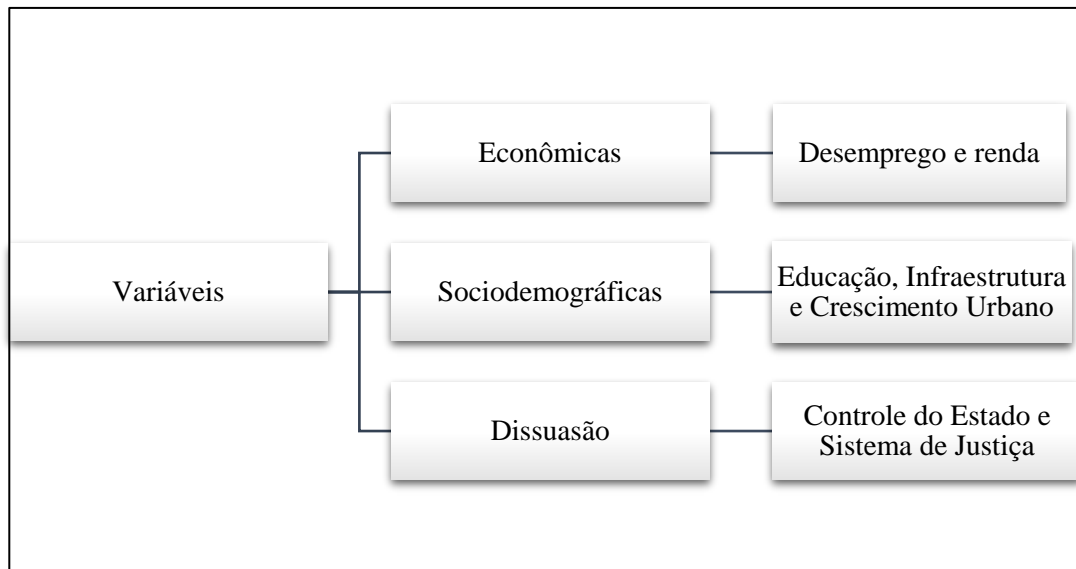 Econômicas
Desemprego e renda
Variáveis
Sociodemográficas
Educação, Infraestrutura
e Crescimento Urbano
Dissuasão
Controle do Estado e
Sistema de Justiça